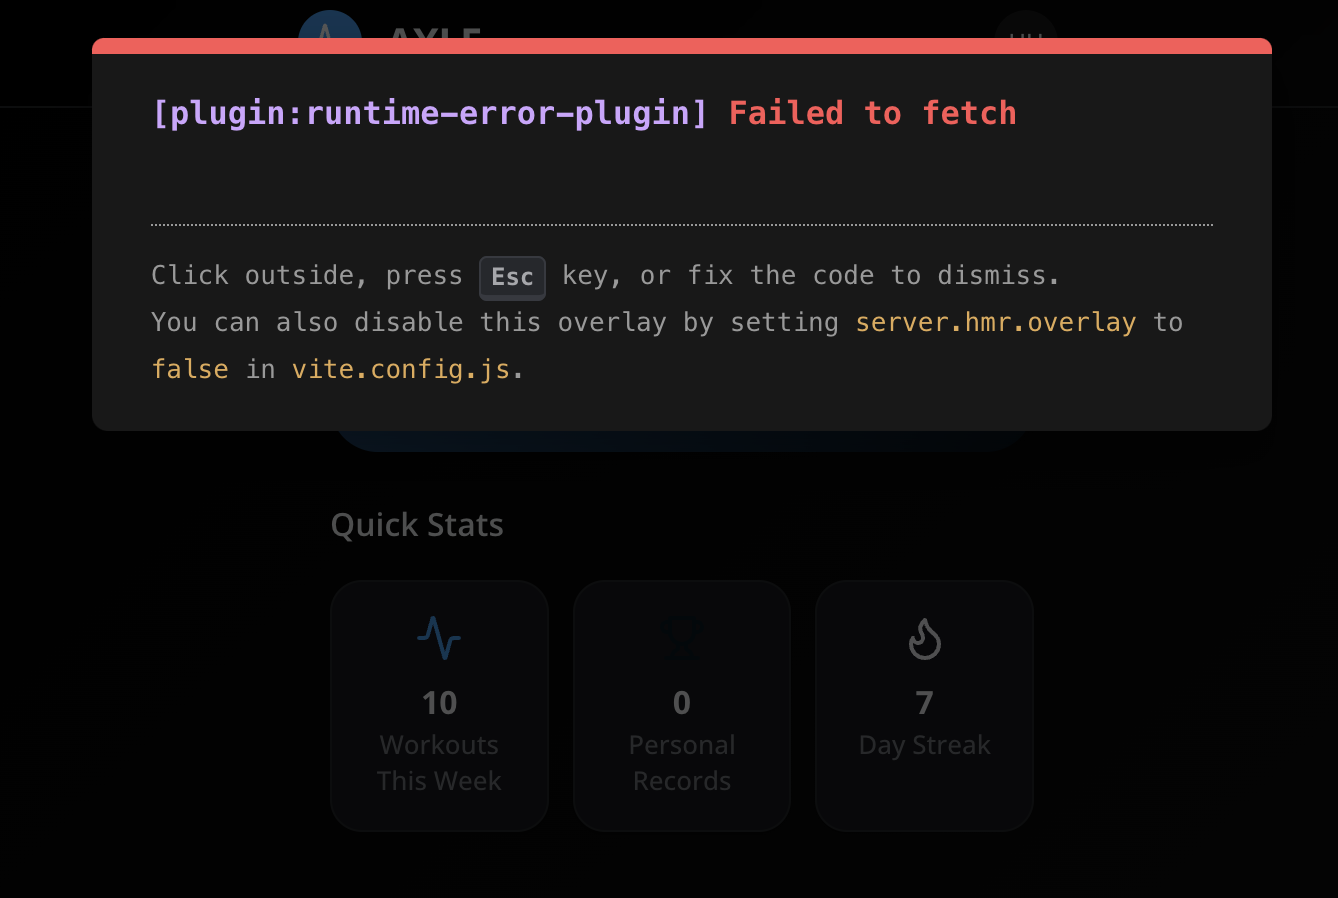 AXLE
[plugin:runtime-error-plugin] Failed to fetch
Click outside, press Esc key, or fix the code to dismiss.
You can also disable this overlay by setting server.hmr.overlay to
false in vite.config.js.
Quick Stats
10
Workouts
This Week
0
Personal
Records
7
Day Streak